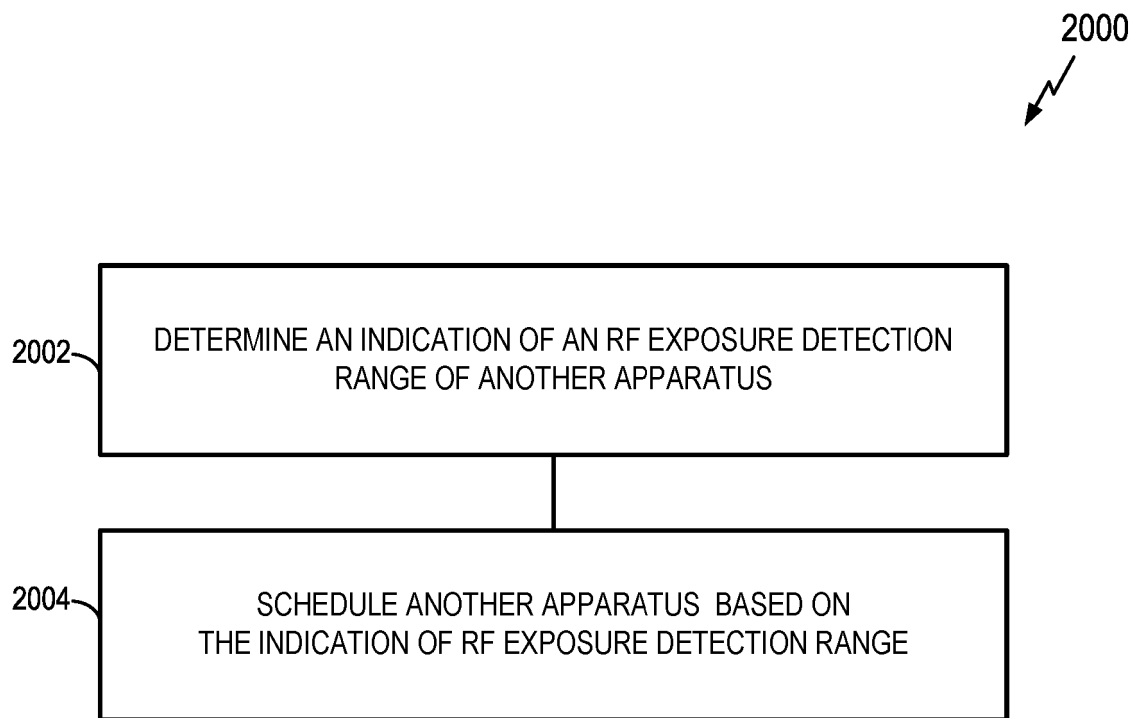 2000
2002
DETERMINE AN INDICATION OF AN RF EXPOSURE DETECTION
RANGE OF ANOTHER APPARATUS
2004
SCHEDULE ANOTHER APPARATUS BASED ON
THE INDICATION OF RF EXPOSURE DETECTION RANGE